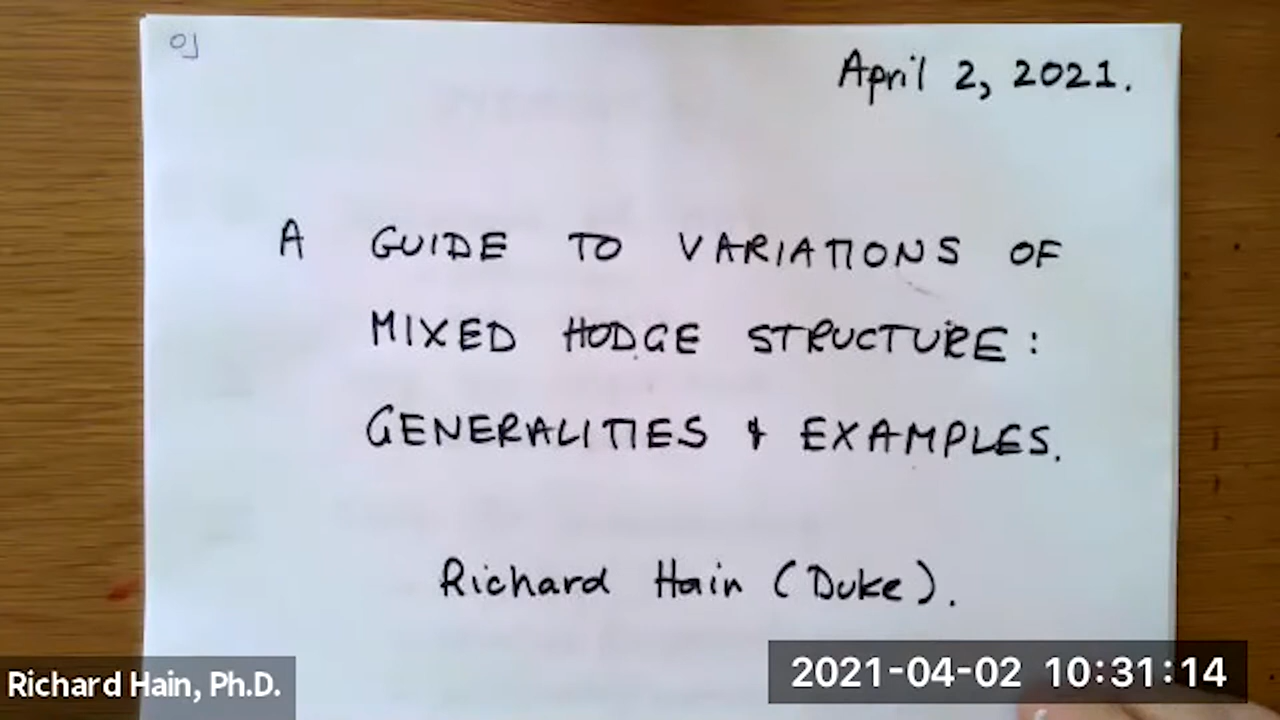 0]
April 2, 2021.
A GUIDE TO VARIATIONS OF
MIXED HODGE STRUCTURE:
GENERALITIES & EXAMPLES.
Richard Hain (Duke).
Richard Hain, Ph.D.
2021-04-02 10:31:14